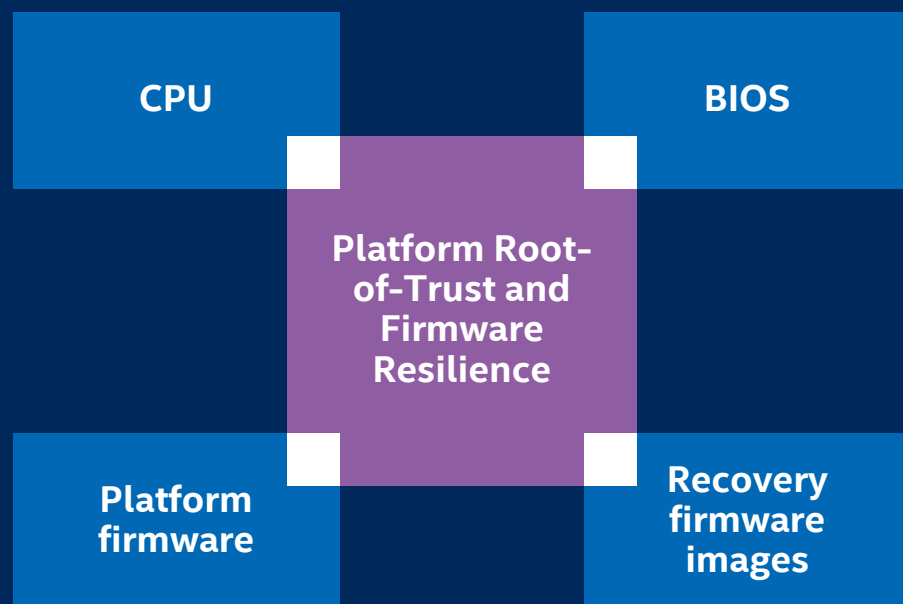 CPU
BIOS
Platform Root-
of-Trust and
Firmware
Resilience
Platform
firmware
Recovery
firmware
images